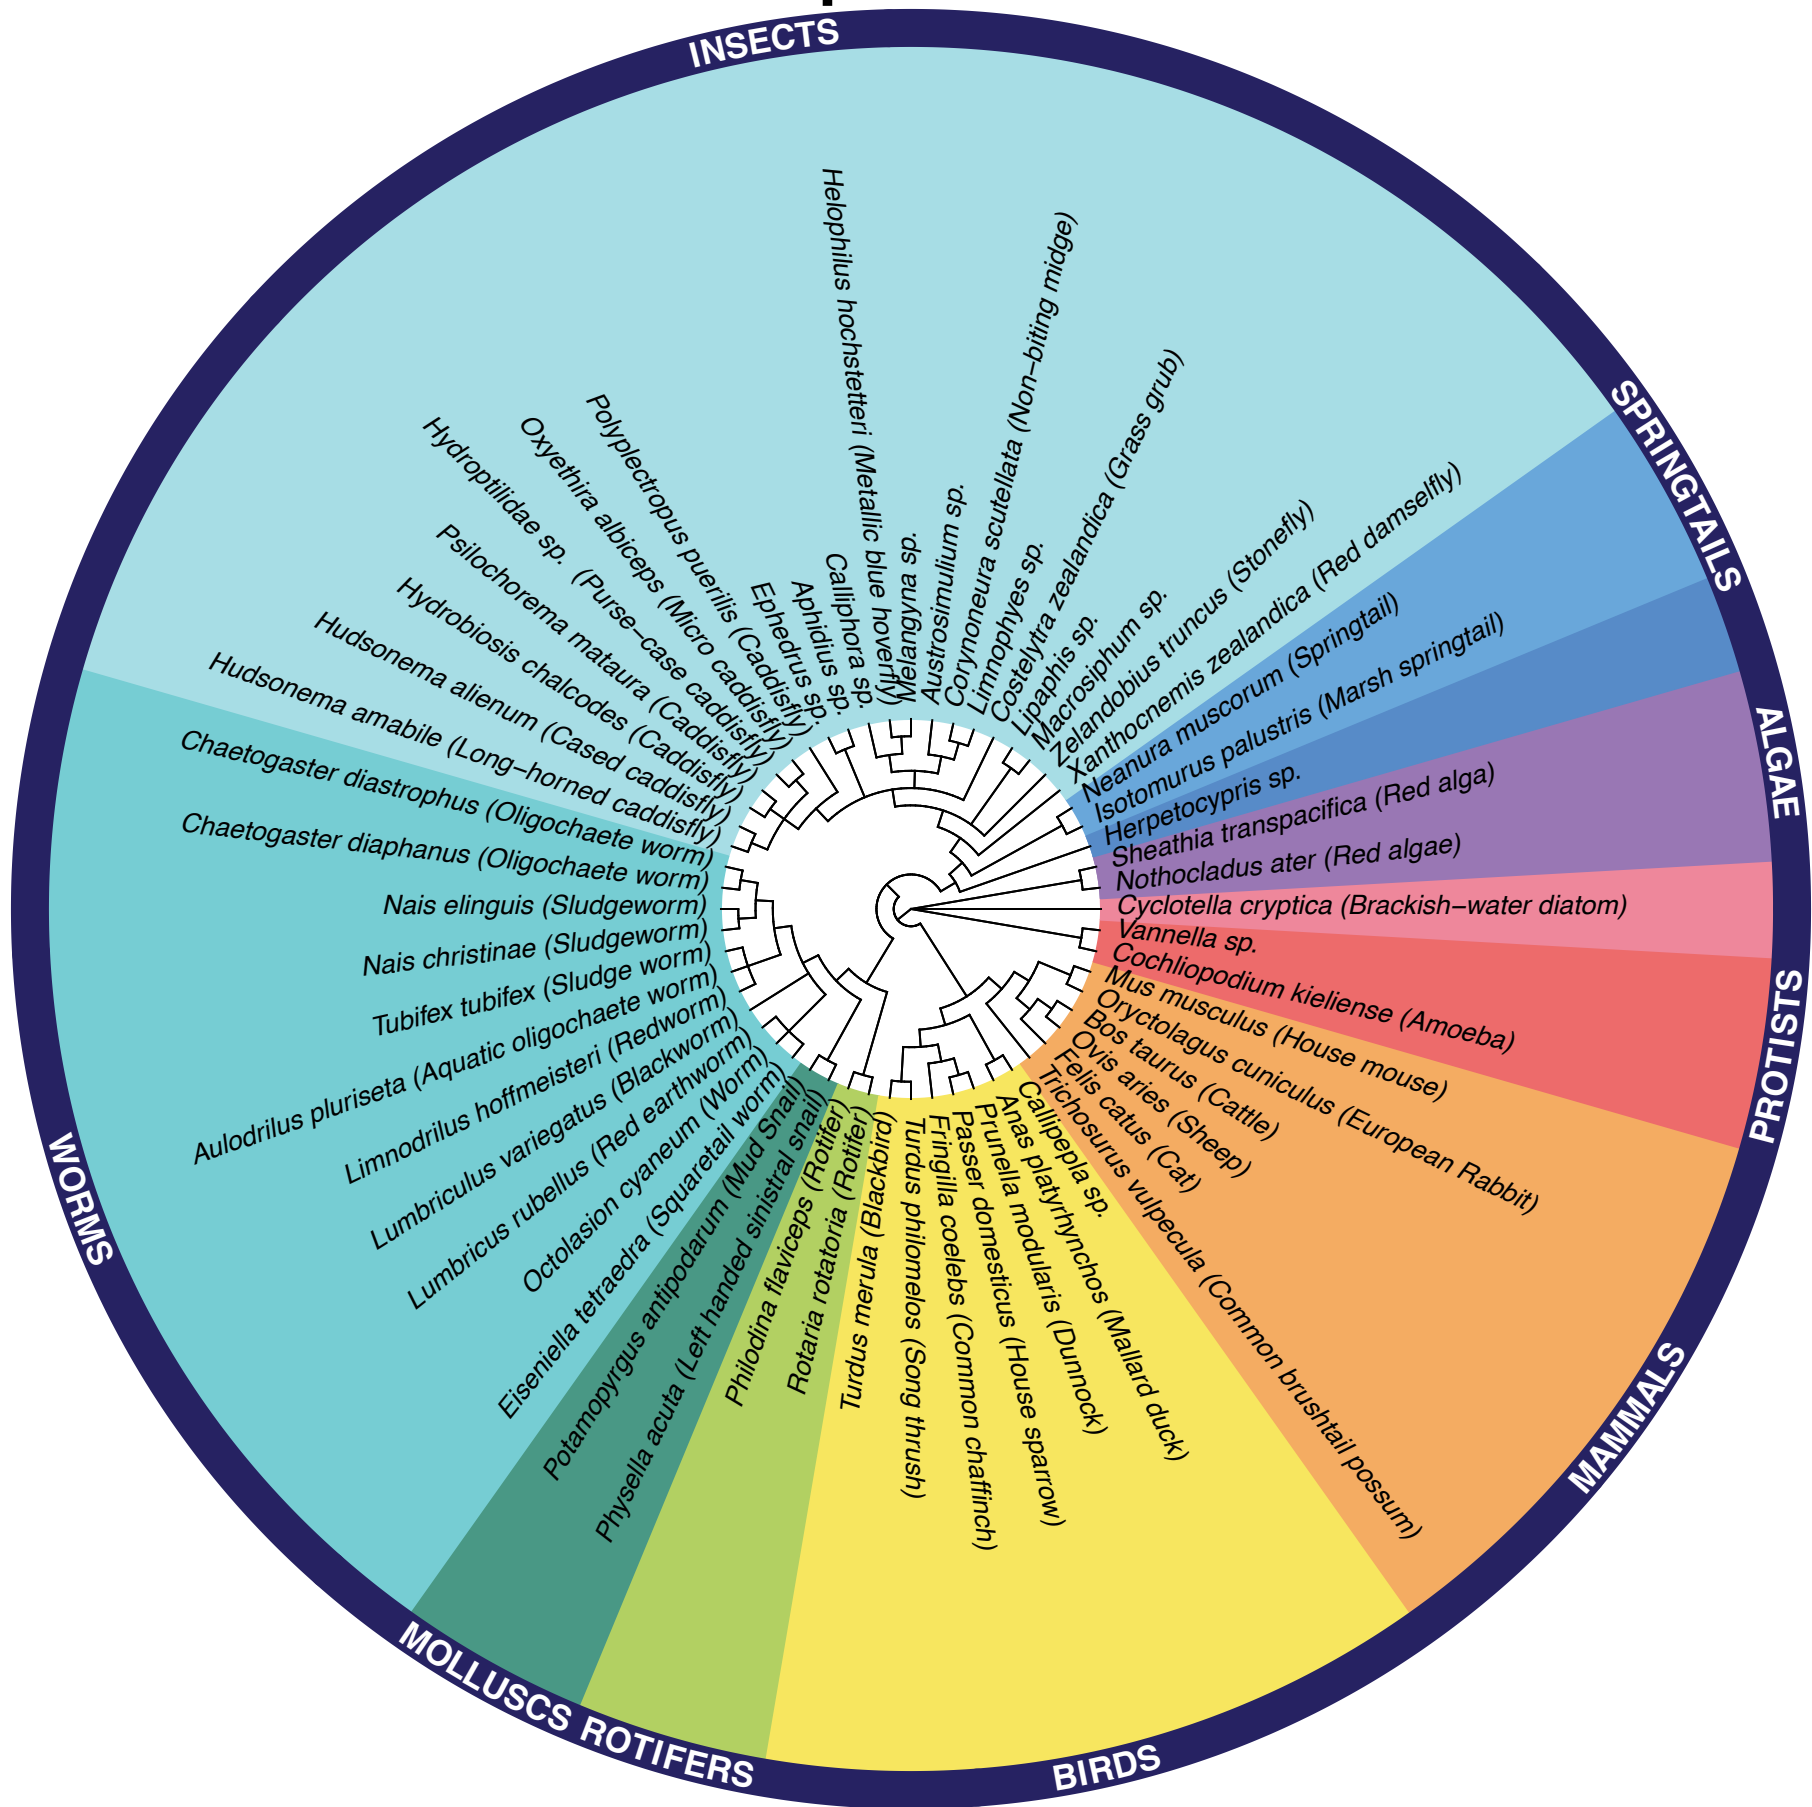 INSECTS
SPRINGTAILS
ALGAE
PROTISTS
MAMMALS
BIRDS
ROTIFERS
MOLLUSCS
WORMS
Hudsonema amabile (Long–horned caddisfly)
Hudsonema alienum (Cased caddisfly)
Hydrobiosis chalcodes (Caddisfly)
Psilochorema mataura (Caddisfly)
Hydroptilidae sp. (Purse–case caddisfly)
Oxyethira albiceps (Micro caddisfly)
Polyplectropus puerilis (Caddisfly)
Ephedrus sp.
Aphidius sp.
Calliphora sp.
Helophilus hochstetteri (Metallic blue hoverfly)
Melangyna sp.
Austrosimulium sp.
Corynoneura scutellata (Non–biting midge)
Limnophyes sp.
Costelytra zealandica (Grass grub)
Lipaphis sp.
Macrosiphum sp.
Zelandobius truncus (Stonefly)
Xanthocnemis zealandica (Red damselfly)
Neanura muscorum (Springtail)
Isotomurus palustris (Marsh springtail)
Herpetocypris sp.
Sheathia transpacifica (Red alga)
Nothocladus ater (Red algae)
Cyclotella cryptica (Brackish–water diatom)
Vannella sp.
Cochliopodium kieliense (Amoeba)
Mus musculus (House mouse)
Oryctolagus cuniculus (European Rabbit)
Bos taurus (Cattle)
Ovis aries (Sheep)
Felis catus (Cat)
Trichosurus vulpecula (Common brushtail possum)
Callipepla sp.
Anas platyrhynchos (Mallard duck)
Prunella modularis (Dunnock)
Passer domesticus (House sparrow)
Fringilla coelebs (Common chaffinch)
Turdus philomelos (Song thrush)
Turdus merula (Blackbird)
Rotaria rotatoria (Rotifer)
Philodina flaviceps (Rotifer)
Physella acuta (Left handed sinistral snail)
Potamopyrgus antipodarum (Mud Snail)
Eiseniella tetraedra (Squaretail worm)
Octolasion cyaneum (Worm)
Lumbricus rubellus (Red earthworm)
Lumbriculus variegatus (Blackworm)
Limnodrilus hoffmeisteri (Redworm)
Aulodrilus pluriseta (Aquatic oligochaete worm)
Tubifex tubifex (Sludge worm)
Nais christinae (Sludgeworm)
Nais elinguis (Sludgeworm)
Chaetogaster diaphanus (Oligochaete worm)
Chaetogaster diastrophus (Oligochaete worm)